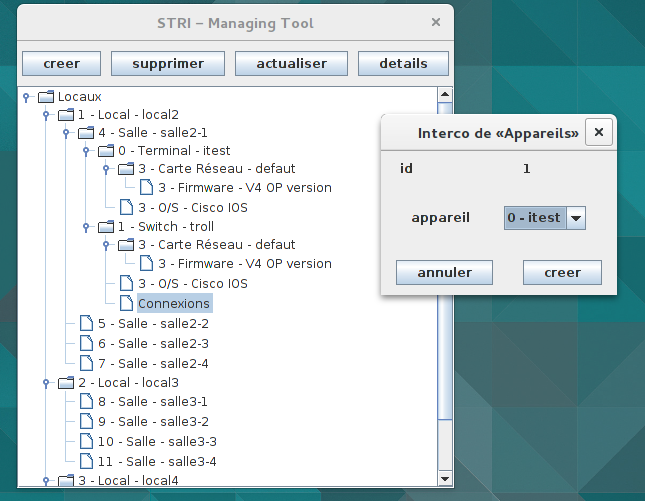 STRI – Managing Tool
creer supprimer actualiser details
Locaux
1 - Local - local2
4 - Salle - salle2-1
0 - Terminal - itest
3 - Carte Réseau - defaut
3 - Firmware - V4 OP version
3 - O/S - Cisco IOS
1 - Switch - troll
3 - Carte Réseau - defaut
3 - Firmware - V4 OP version
3 - O/S - Cisco IOS
Connexions
5 - Salle - salle2-2
6 - Salle - salle2-3
7 - Salle - salle2-4
2 - Local - local3
8 - Salle - salle3-1
9 - Salle - salle3-2
10 - Salle - salle3-3
11 - Salle - salle3-4
3 - Local - local4
Interco de «Appareils»
id 1
appareil 0 - itest
annuler creer